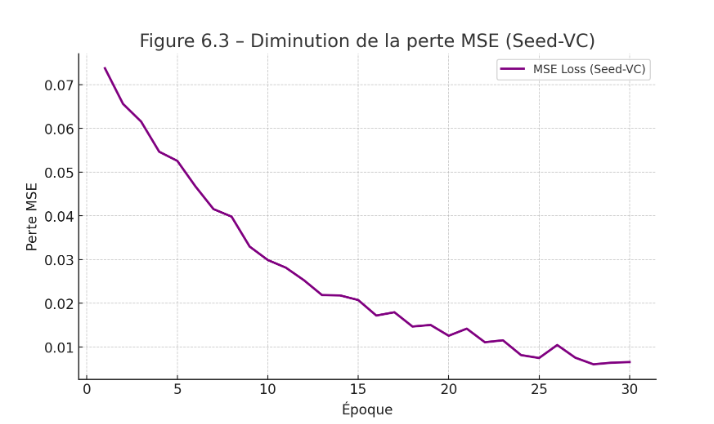 Figure 6.3 – Diminution de la perte MSE (Seed-VC)
MSE Loss (Seed-VC)
Perte MSE
0.07
0.06
0.05
0.04
0.03
0.02
0.01
0 5 10 15 20 25 30
Époque